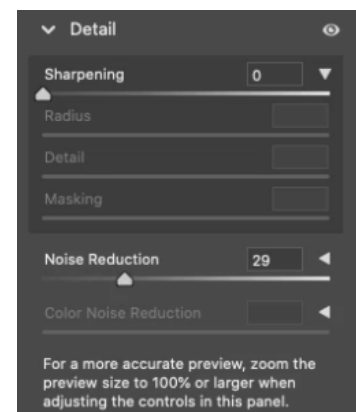 Detail
Sharpening 0
Radius
Detail
Masking
Noise Reduction 29
Color Noise Reduction
For a more accurate preview, zoom the
preview size to 100% or larger when
adjusting the controls in this panel.